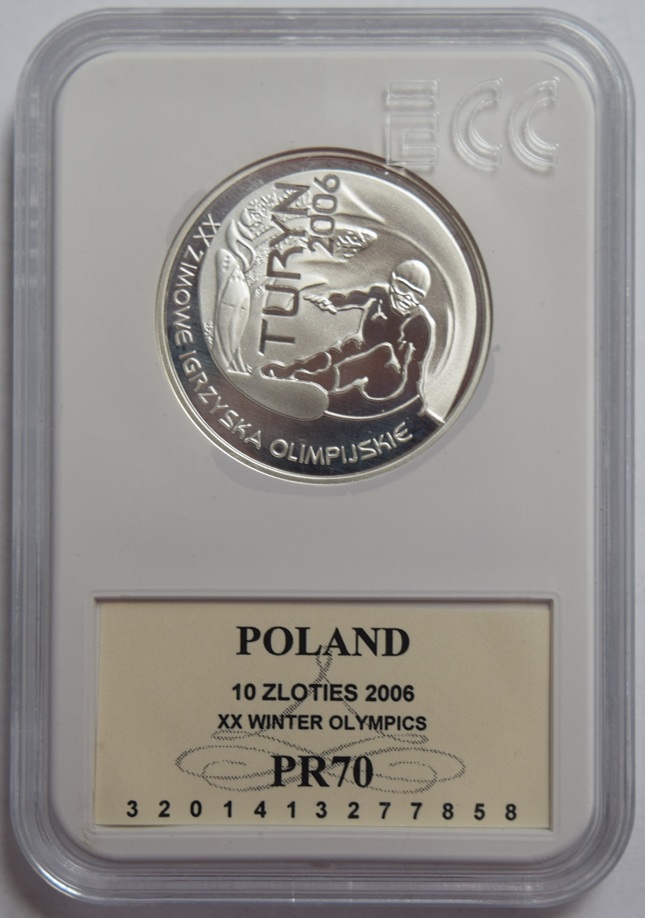 ECC
TURYN
2006
XX ZIMOWE IGRZYSKA OLIMPIJSKIE
POLAND
10 ZLOTIES 2006
XX WINTER OLYMPICS
PR70
3 2 0 1 4 1 3 2 7 7 8 5 8